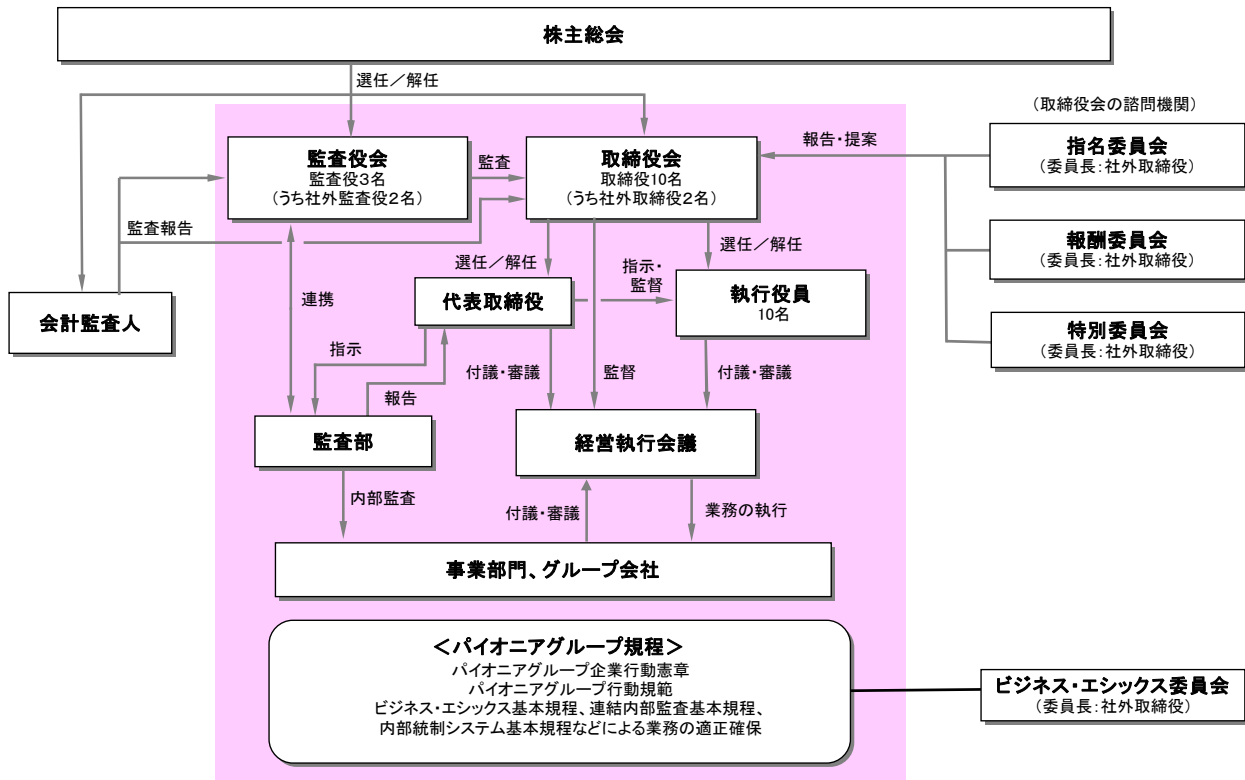 株主総会
選任／解任
(取締役会の諮問機関)
監査役会
監査役3名
(うち社外監査役2名)
監査
取締役会
取締役10名
(うち社外取締役2名)
報告・提案
指名委員会
(委員長:社外取締役)
監査報告
報酬委員会
(委員長:社外取締役)
選任／解任
選任／解任
指示・
監督
会計監査人
連携
代表取締役
執行役員
10名
特別委員会
(委員長:社外取締役)
指示
報告
付議・審議
監督
付議・審議
監査部
経営執行会議
内部監査
付議・審議
業務の執行
事業部門、グループ会社
＜パイオニアグループ規程＞
パイオニアグループ企業行動憲章
パイオニアグループ行動規範
ビジネス・エシックス基本規程、連結内部監査基本規程、
内部統制システム基本規程などによる業務の適正確保
ビジネス・エシックス委員会
(委員長:社外取締役)